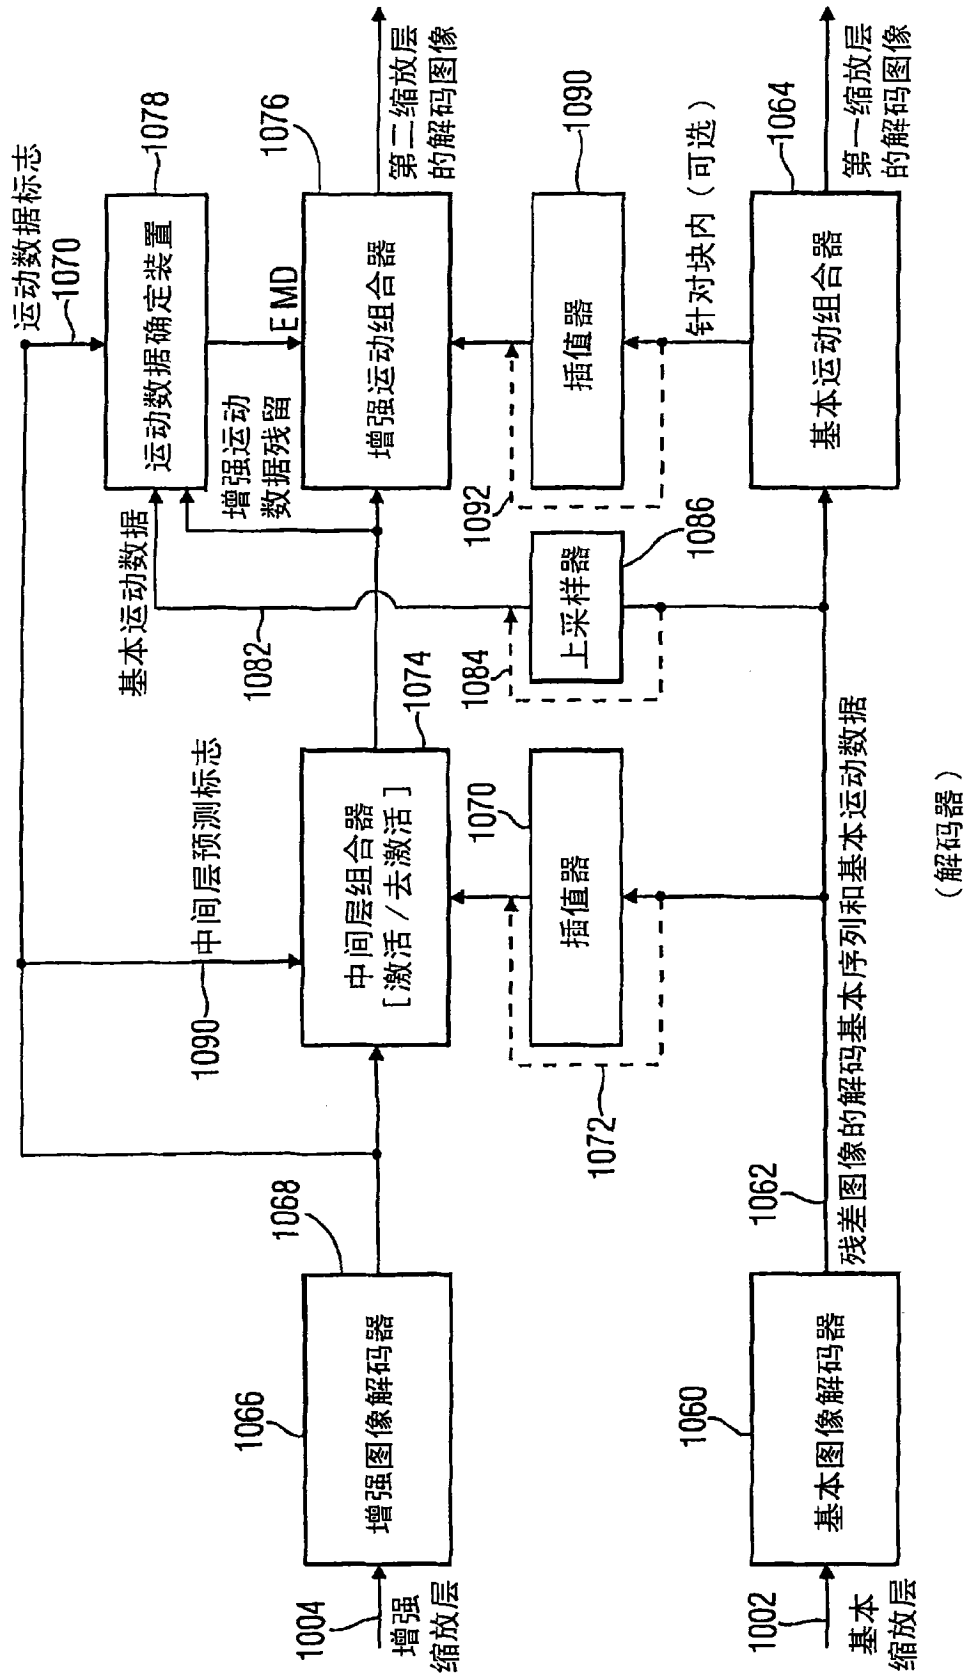 运动数据标志
1070
1078
运动数据确定装置
基本运动数据
1082
增强运动
数据残留
EMD
1076
增强运动组合器
第二缩放层
的解码图像
中间层预测标志
1090
1074
中间层组合器
[激活/去激活]
1068
1066
增强图像解码器
1004
增强
缩放层
1072
插值器
1070
1084
上采样器
1086
1092
插值器
1090
针对块内（可选）
1064
基本运动组合器
第一缩放层
的解码图像
1062
残差图像的解码基本序列和基本运动数据
1060
基本图像解码器
1002
基本
缩放层
（解码器）